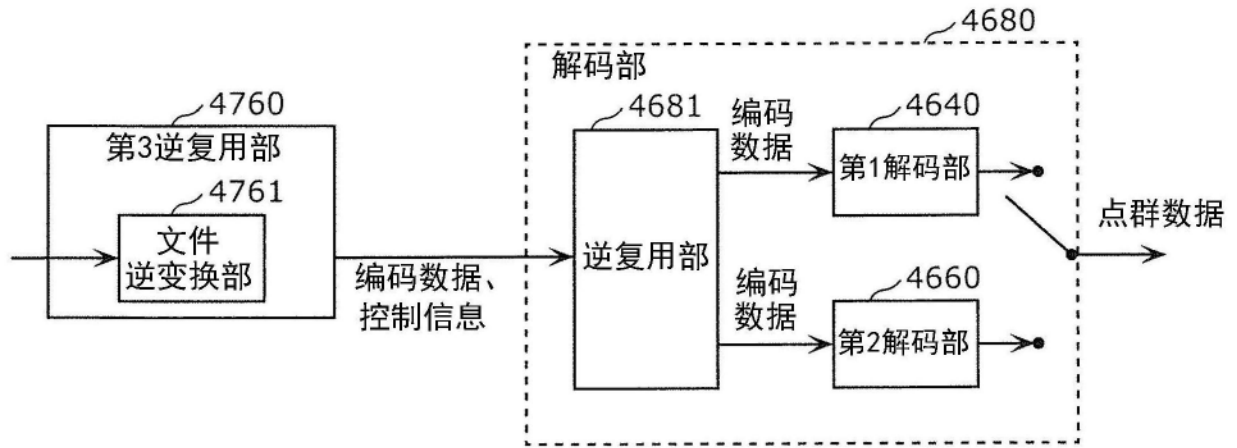 4680
解码部
4760
第3逆复用部
4761
文件
逆变换部
编码数据、
控制信息
4681
逆复用部
编码
数据
4640
第1解码部
编码
数据
4660
第2解码部
点群数据